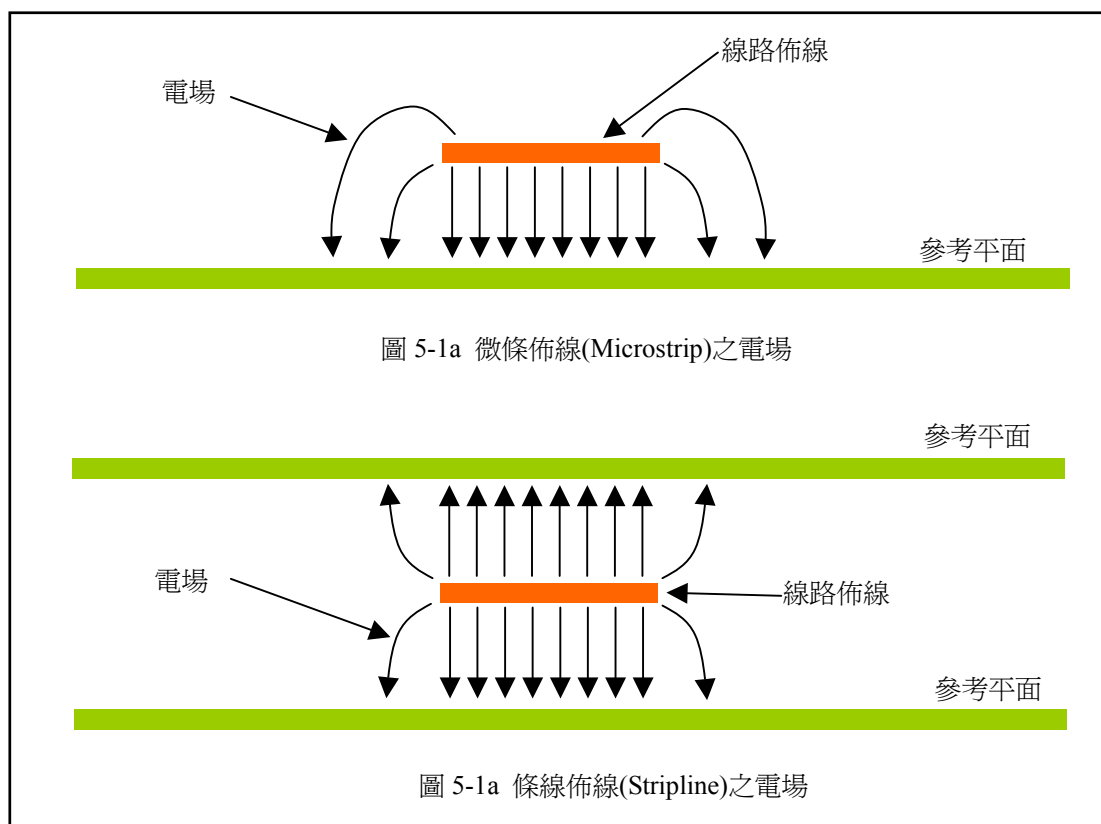 線路佈線
電場
參考平面
圖 5-1a 微條佈線(Microstrip)之電場
參考平面
電場
線路佈線
參考平面
圖 5-1a 條線佈線(Stripline)之電場